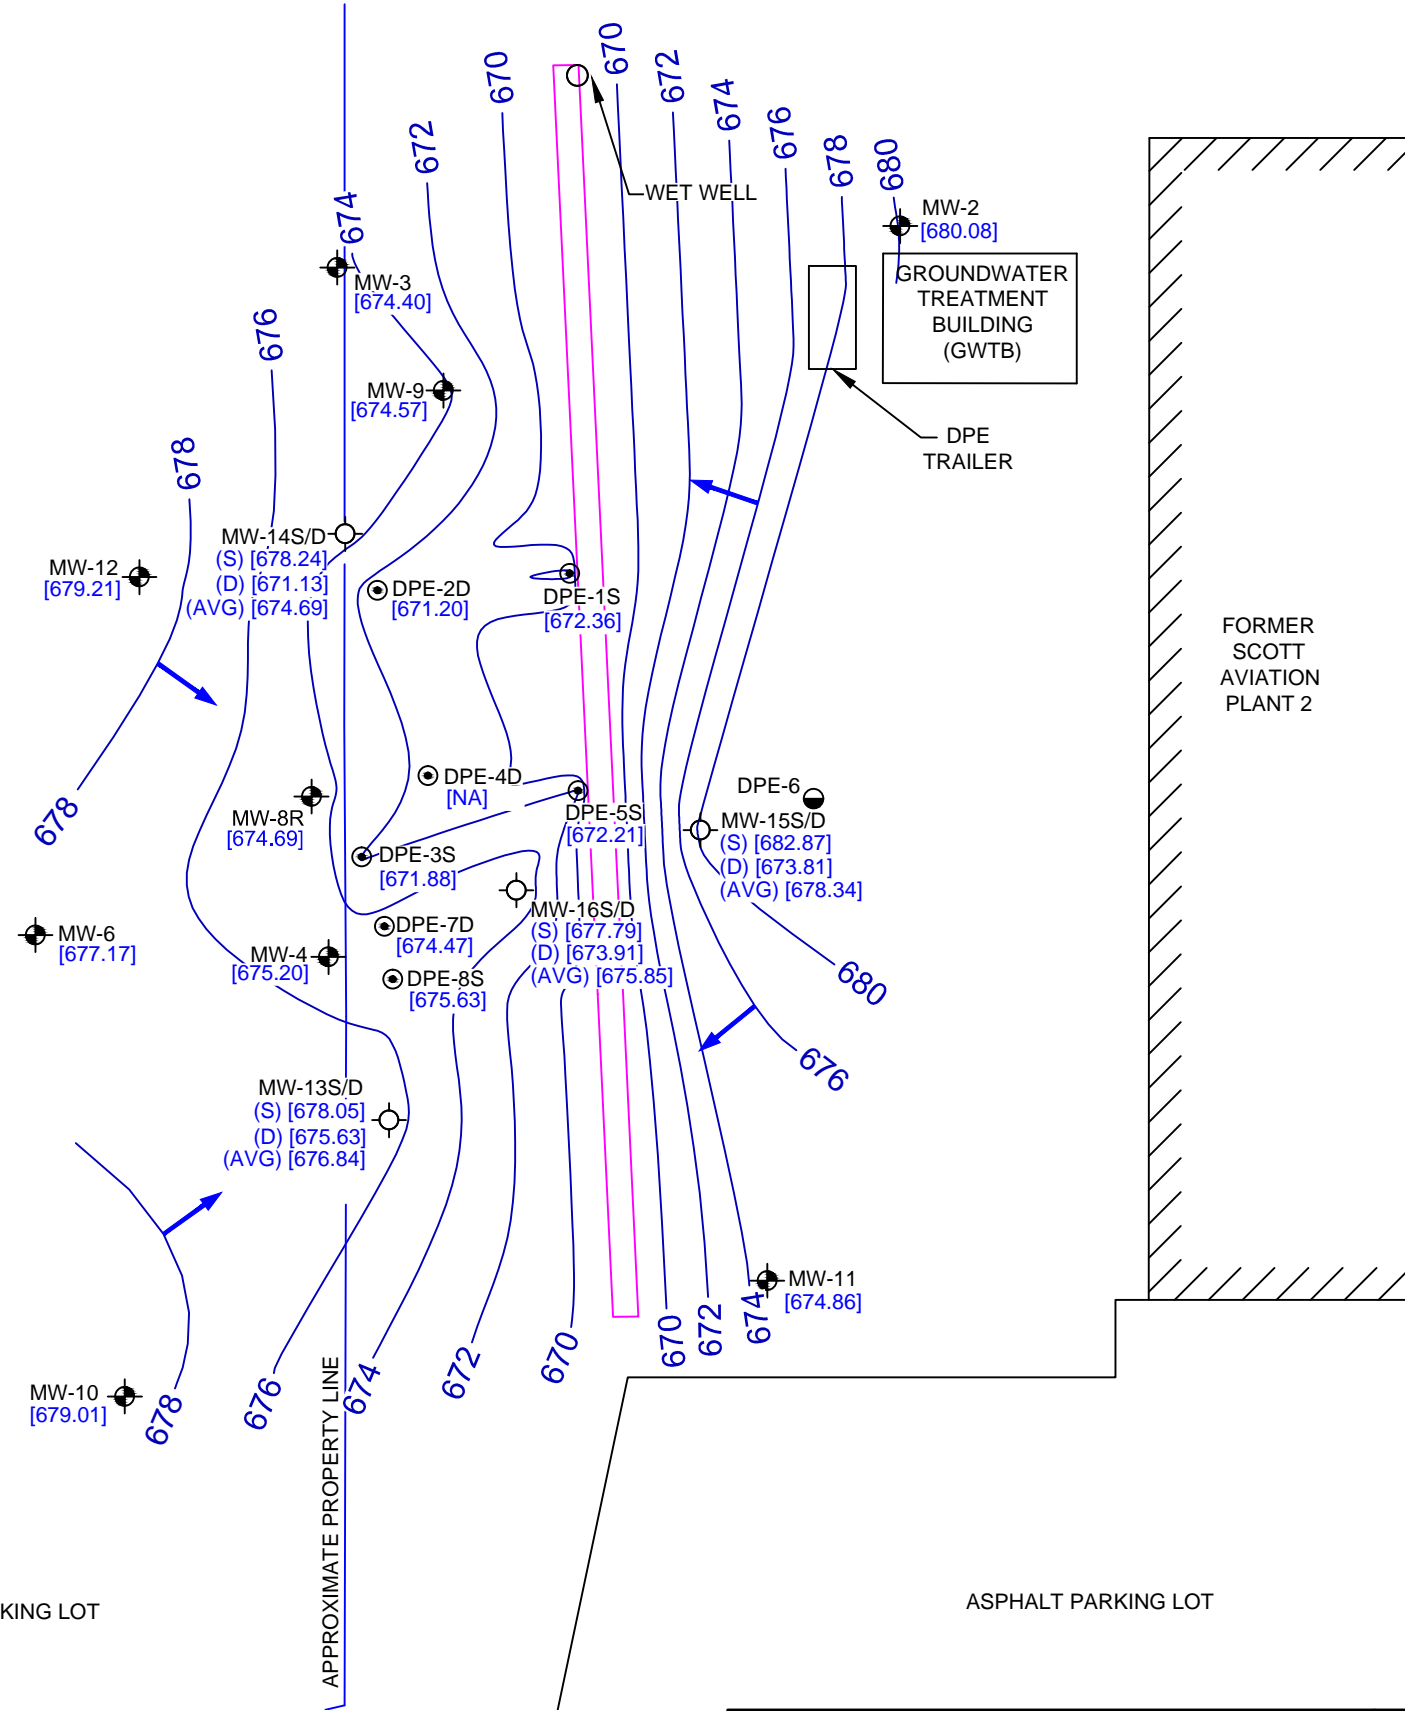 670
670
672
674
676
678
680
672
674
676
678
WET WELL
MW-2
[680.08]
GROUNDWATER
TREATMENT
BUILDING
(GWTB)
MW-3
[674.40]
MW-9
[674.57]
DPE
TRAILER
MW-14S/D
(S) [678.24]
(D) [671.13]
(AVG) [674.69]
MW-12
[679.21]
DPE-2D
[671.20]
DPE-1S
[672.36]
FORMER
SCOTT
AVIATION
PLANT 2
678
DPE-4D
[NA]
DPE-5S
[672.21]
DPE-6
MW-15S/D
(S) [682.87]
(D) [673.81]
(AVG) [678.34]
MW-8R
[674.69]
DPE-3S
[671.88]
MW-16S/D
(S) [677.79]
(D) [673.91]
(AVG) [675.85]
MW-6
[677.17]
MW-4
[675.20]
DPE-7D
[674.47]
DPE-8S
[675.63]
680
676
MW-13S/D
(S) [678.05]
(D) [675.63]
(AVG) [676.84]
MW-11
[674.86]
MW-10
[679.01]
678
676
674
672
670
670
672
674
APPROXIMATE PROPERTY LINE
KING LOT
ASPHALT PARKING LOT